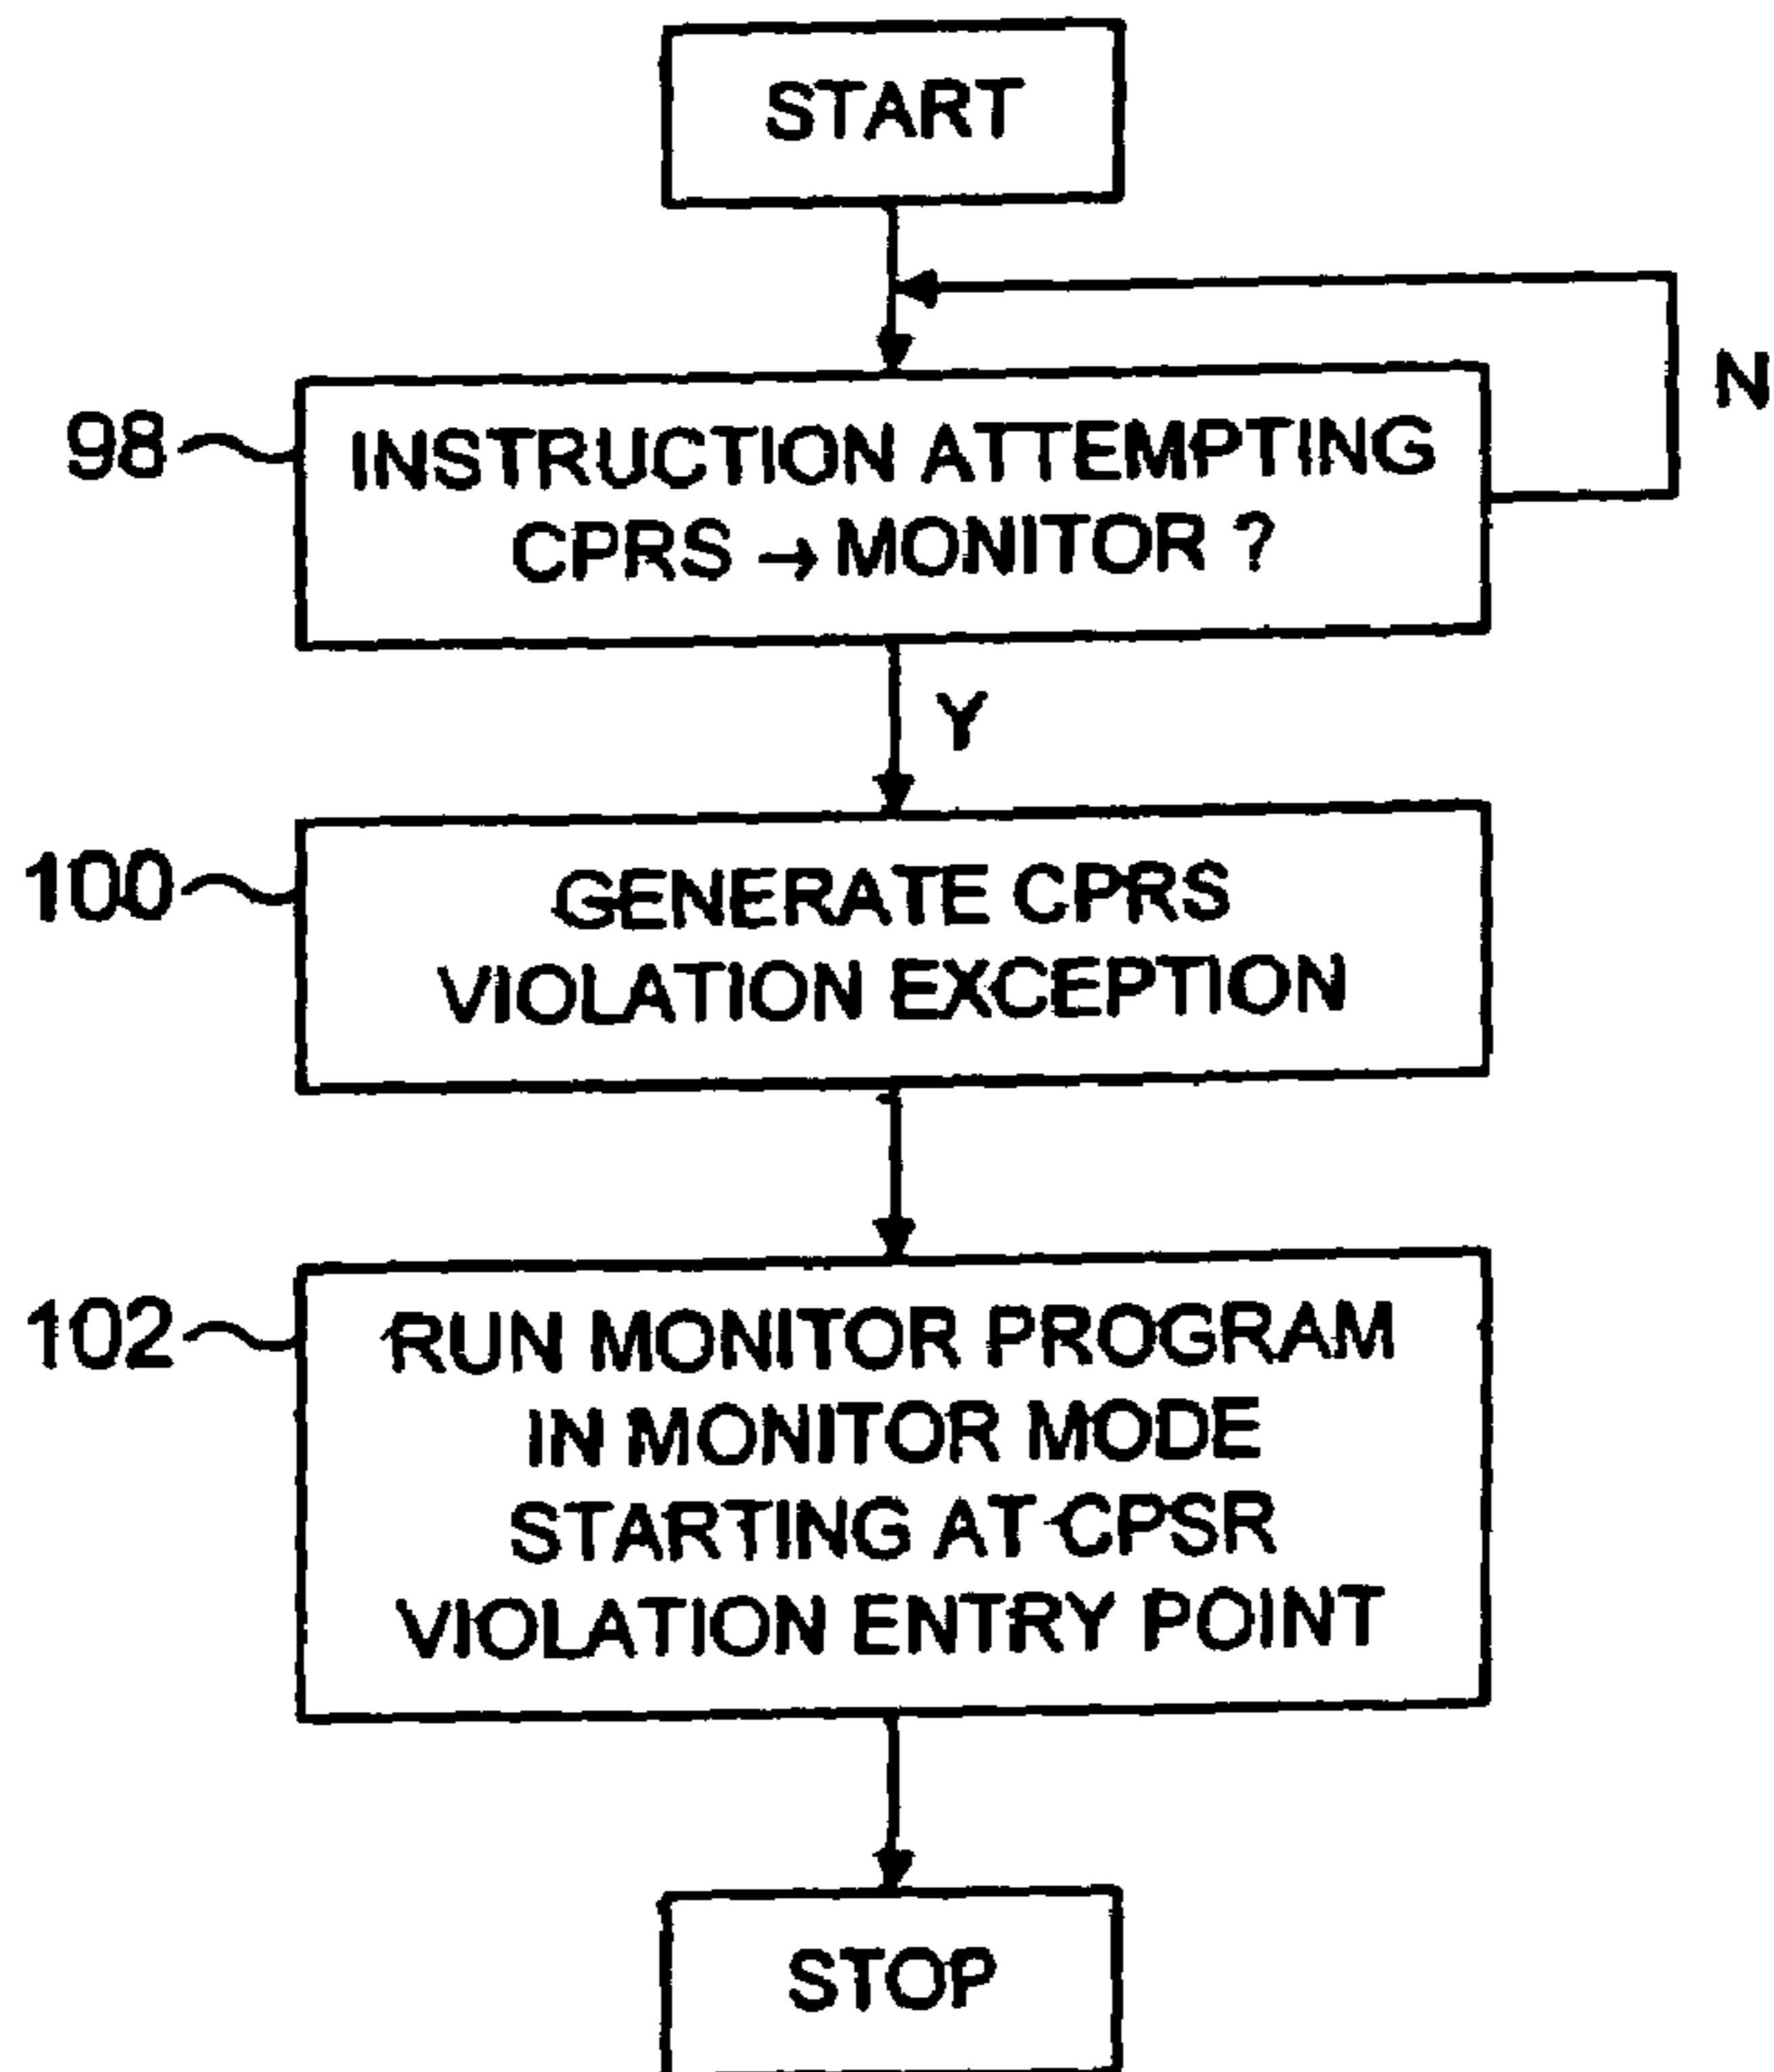 START
N
98
INSTRUCTION ATTEMPTING
CPRS → MONITOR ?
Y
100
GENERATE CPRS
VIOLATION EXCEPTION
102
RUN MONITOR PROGRAM
IN MONITOR MODE
STARTING AT CPSR
VIOLATION ENTRY POINT
STOP